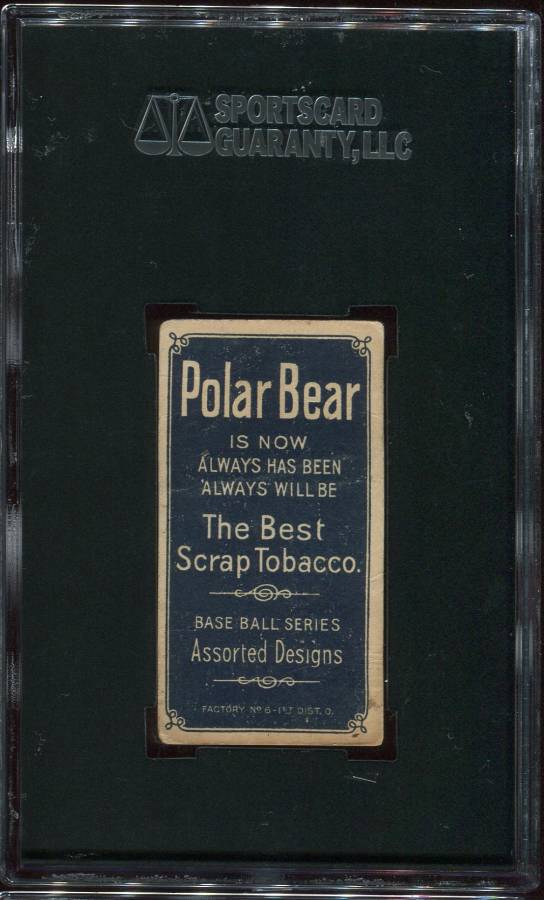 SPORTSCARD
GUARANTY, LLC
Polar Bear
IS NOW
ALWAYS HAS BEEN
ALWAYS WILL BE
The Best
Scrap Tobacco.
BASE BALL SERIES
Assorted Designs
FACTORY Nº 6-1ST DIST. O.